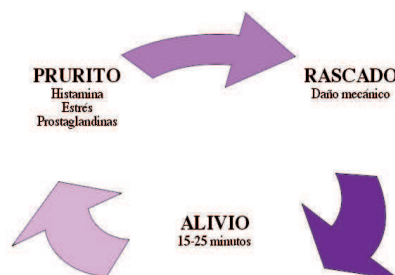 PRURITO
Histamina
Estrés
Prostaglandinas
RASCADO
Daño mecánico
ALIVIO
15-25 minutos